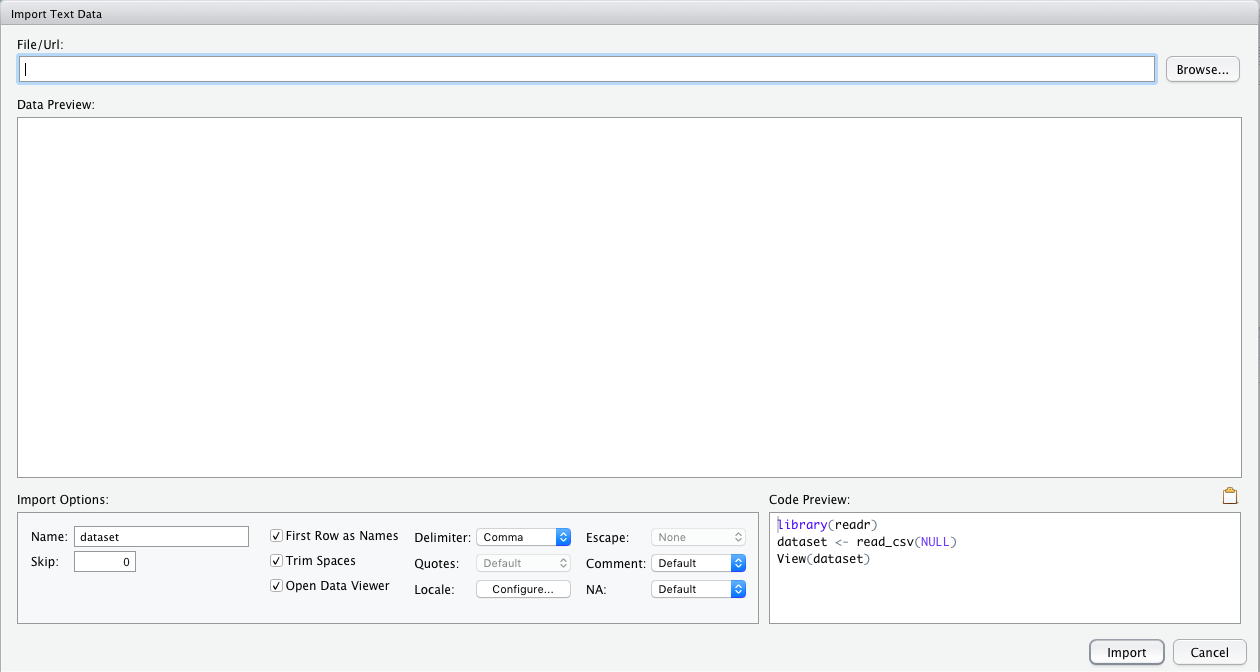 Import Text Data
File/Url:
Browse...
Data Preview:
Import Options:
Name: dataset
Skip: 0
First Row as Names
Trim Spaces
Open Data Viewer
Delimiter: Comma
Quotes: Default
Locale: Configure...
Escape: None
Comment: Default
NA: Default
Code Preview:
library(readr)
dataset <- read_csv(NULL)
View(dataset)
Import
Cancel